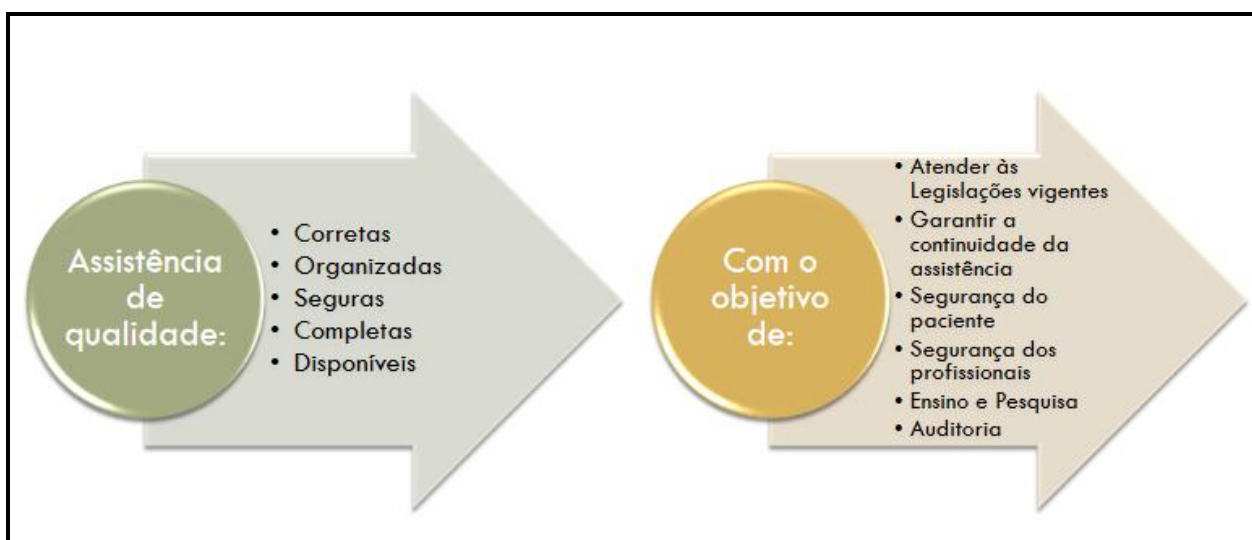 Assistência
de
qualidade:
• Corretas
• Organizadas
• Seguras
• Completas
• Disponíveis
Com o
objetivo
de:
• Atender às
Legislações vigentes
• Garantir a
continuidade da
assistência
• Segurança do
paciente
• Segurança dos
profissionais
• Ensino e Pesquisa
• Auditoria